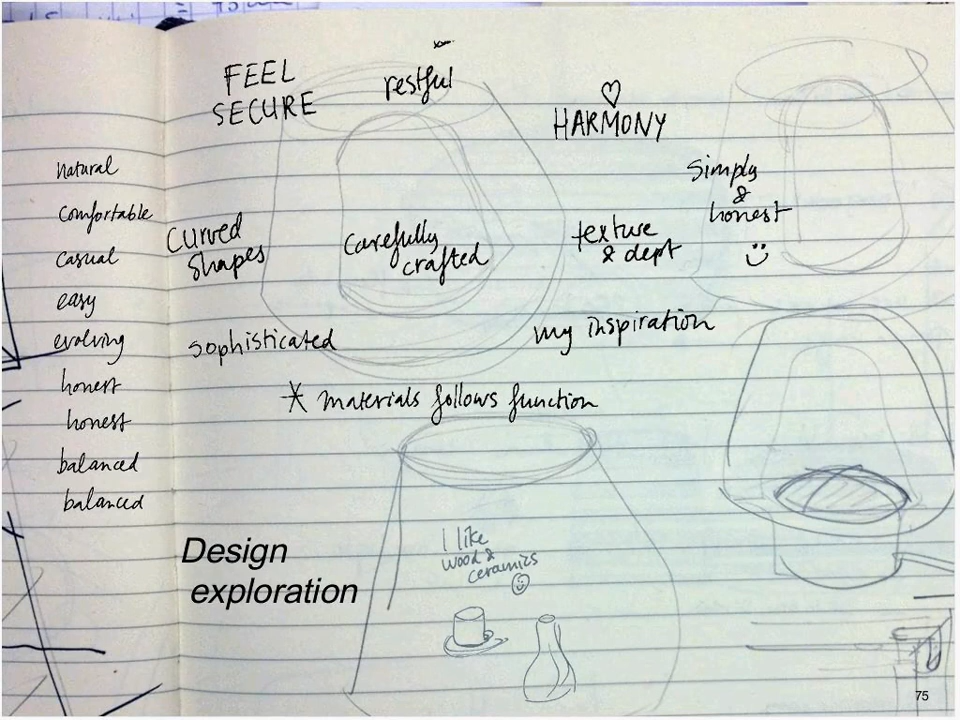 FEEL
SECURE
restful
♡
HARMONY
simply
&
honest
natural
comfortable
casual
easy
evolving
honest
honest
balanced
balanced
curved
shapes
carefully
crafted
texture
& dept
sophisticated
my inspiration
* materials follows function
I like
wood &
ceramics
Design
exploration
75